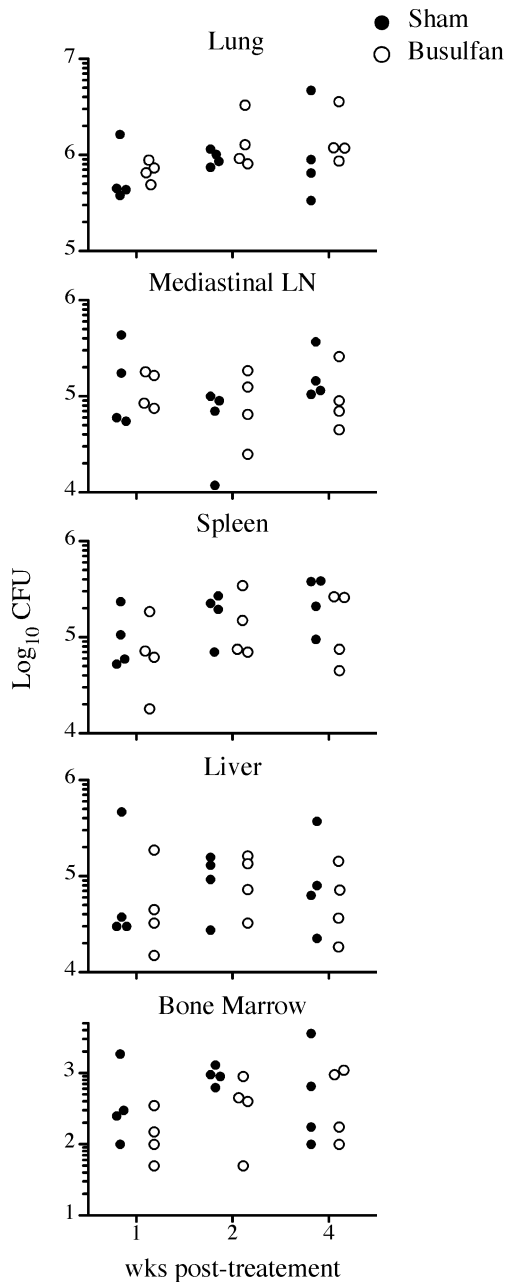 Sham
Busulfan
Lung
7
6
5
Mediastinal LN
6
5
4
Spleen
6
5
4
Log10 CFU
Liver
6
5
4
Bone Marrow
3
2
1
1 2 4
wks post-treatement